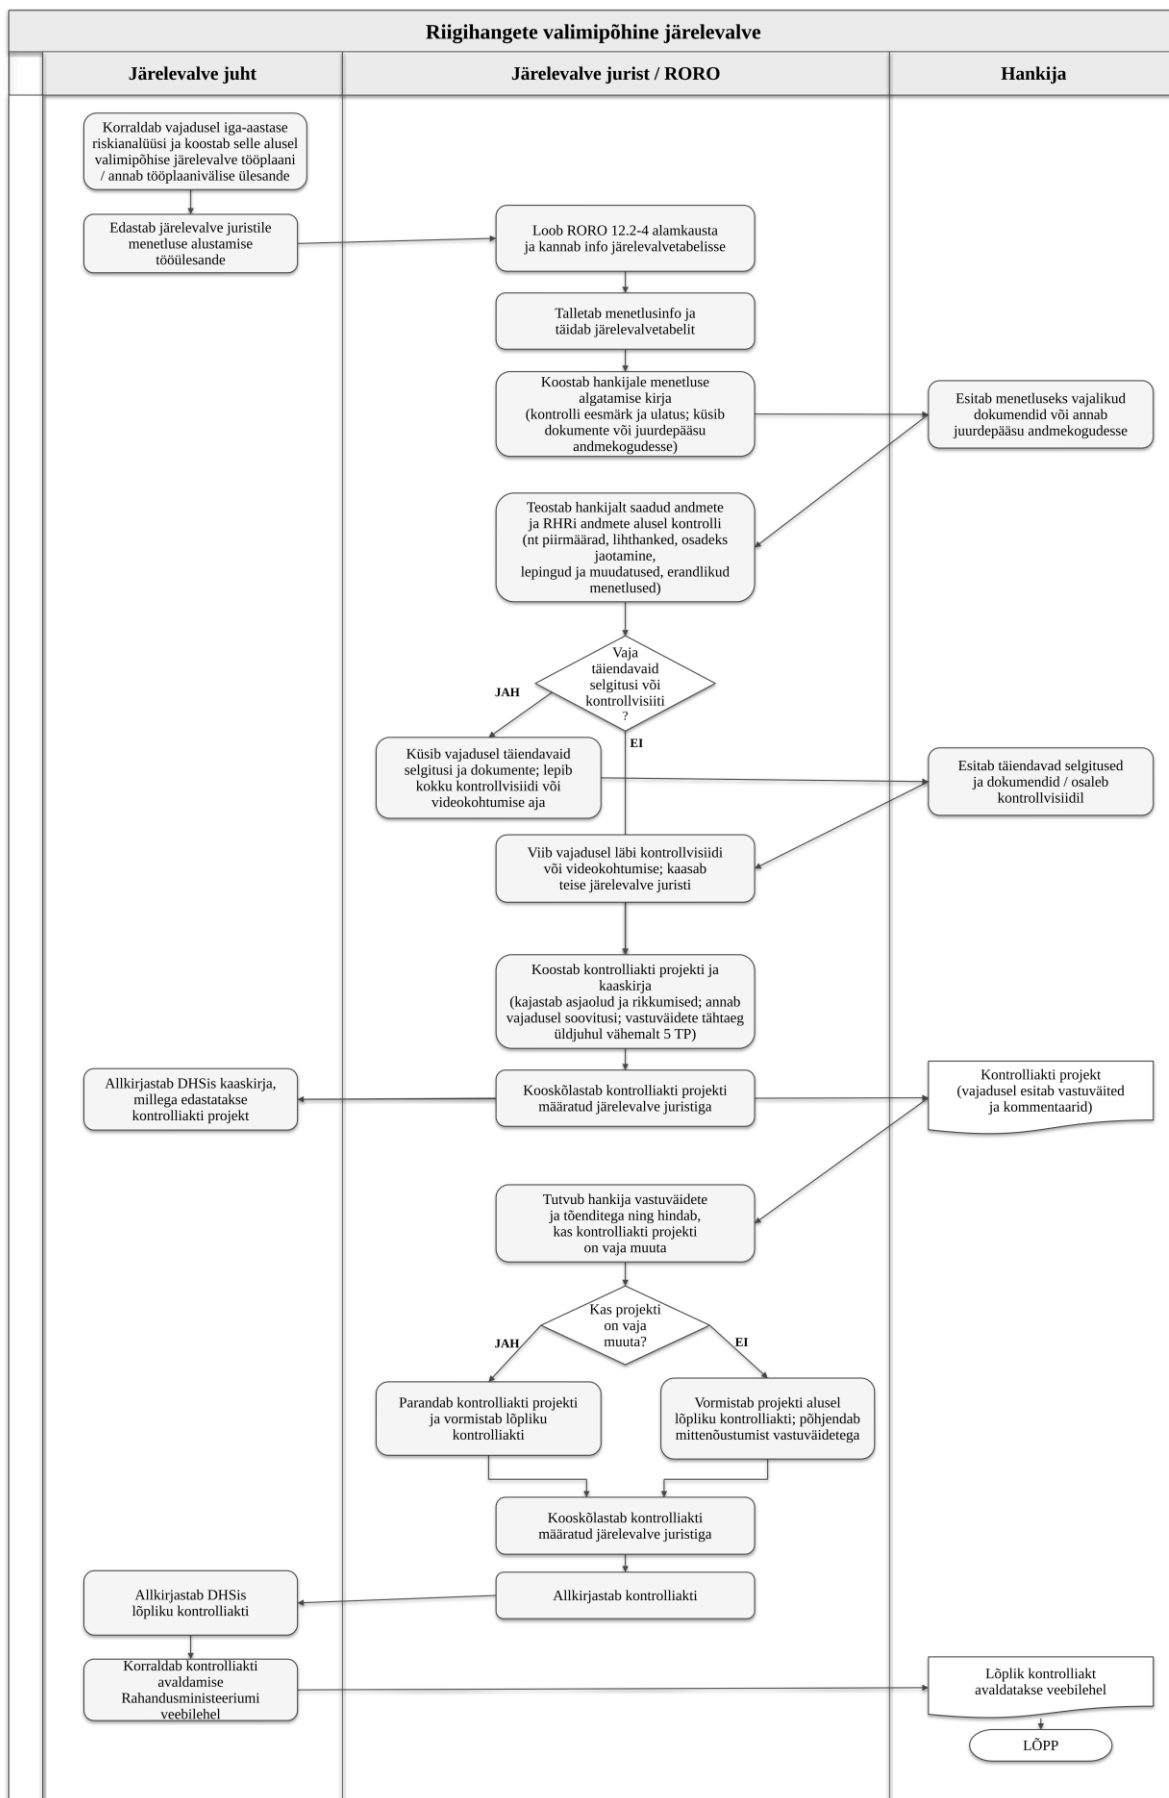 Riigihangete valimipõhine järelevalve
Järelevalve juht
Järelevalve jurist / RORO
Hankija
Korraldab vajadusel iga-aastase
riskianalüüsi ja koostab selle alusel
valimipõhise järelevalve tööplaani
/ annab tööplaanivälise ülesande
Edastab järelevalve juristile
menetluse alustamise
tööülesande
Loob RORO 12.2-4 alamkausta
ja kannab info järelevalvetabelisse
Talletab menetlusinfo ja
täidab järelevalvetabelit
Koostab hankijale menetluse
algatamise kirja
(kontrolli eesmärk ja ulatus; küsib
dokumente või juurdepääsu
andmekogudesse)
Esitab menetluseks vajalikud
dokumendid või annab
juurdepääsu andmekogudesse
Teostab hankijalt saadud andmete
ja RHRi andmete alusel kontrolli
(nt piirmäärad, lihthanked, osadeks
jaotamine,
lepingud ja muudatused, erandlikud
menetlused)
Vaja
täiendavaid
selgitusi või
kontrollvisiiti
?
JAH
EI
Küsib vajadusel täiendavaid
selgitusi ja dokumente; lepib
kokku kontrollvisiidi või
videokohtumise aja
Esitab täiendavad selgitused
ja dokumendid / osaleb
kontrollvisiidil
Viib vajadusel läbi kontrollvisiidi
või videokohtumise; kaasab
teise järelevalve juristi
Koostab kontrolliakti projekti ja
kaaskirja
(kajastab asjaolud ja rikkumised; annab
vajadusel soovitusi; vastuväidete tähtaeg
üldjuhul vähemalt 5 TP)
Allkirjastab DHSis kaaskirja,
millega edastatakse
kontrolliakti projekt
Kooskõlastab kontrolliakti projekti
määratud järelevalve juristiga
Kontrolliakti projekt
(vajadusel esitab vastuväited
ja kommentaarid)
Tutvub hankija vastuväidete
ja tõenditega ning hindab,
kas kontrolliakti projekti
on vaja muuta
Kas projekti
on vaja
muuta?
JAH
EI
Parandab kontrolliakti projekti
ja vormistab lõpliku
kontrolliakti
Vormistab projekti alusel
lõpliku kontrolliakti; põhjendab
mittenõustumist vastuväidetega
Kooskõlastab kontrolliakti
määratud järelevalve juristiga
Allkirjastab kontrolliakti
Allkirjastab DHSis
lõpliku kontrolliakti
Korraldab kontrolliakti
avaldamise
Rahandusministeeriumi
veebilehel
Lõplik kontrolliakt
avaldatakse veebilehel
LÕPP